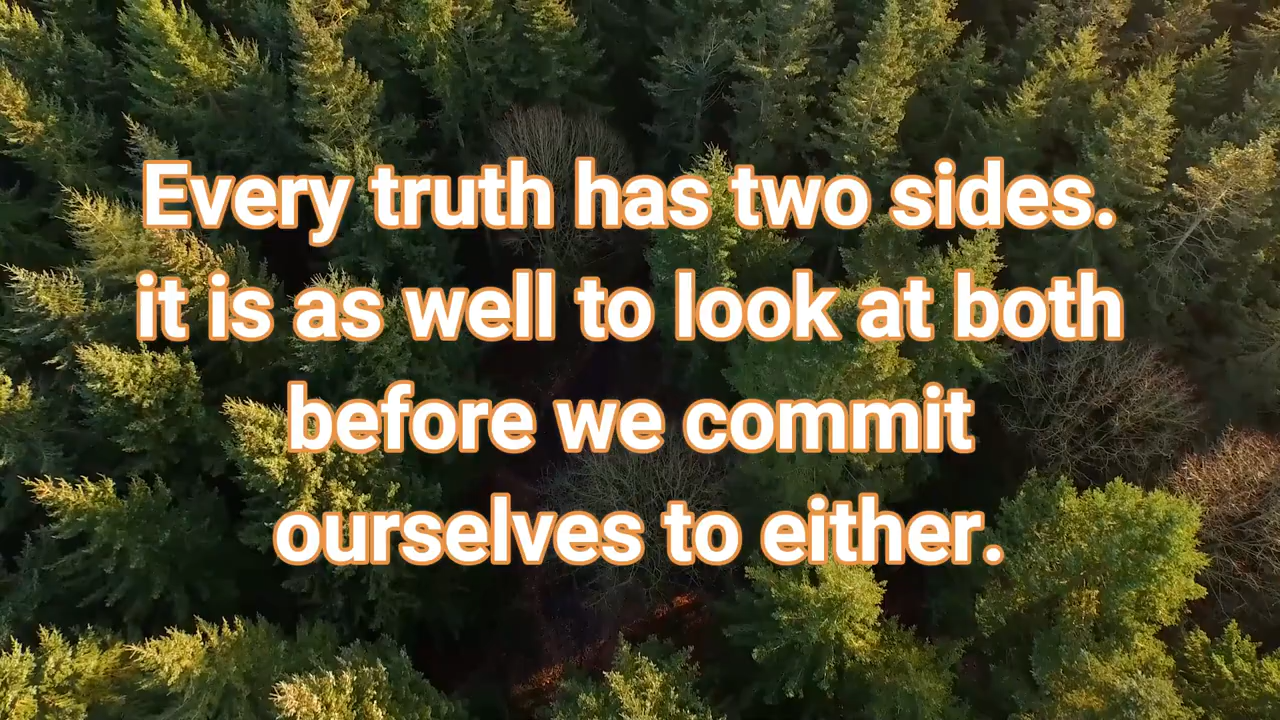 Every truth has two sides.
it is as well to look at both
before we commit
ourselves to either.